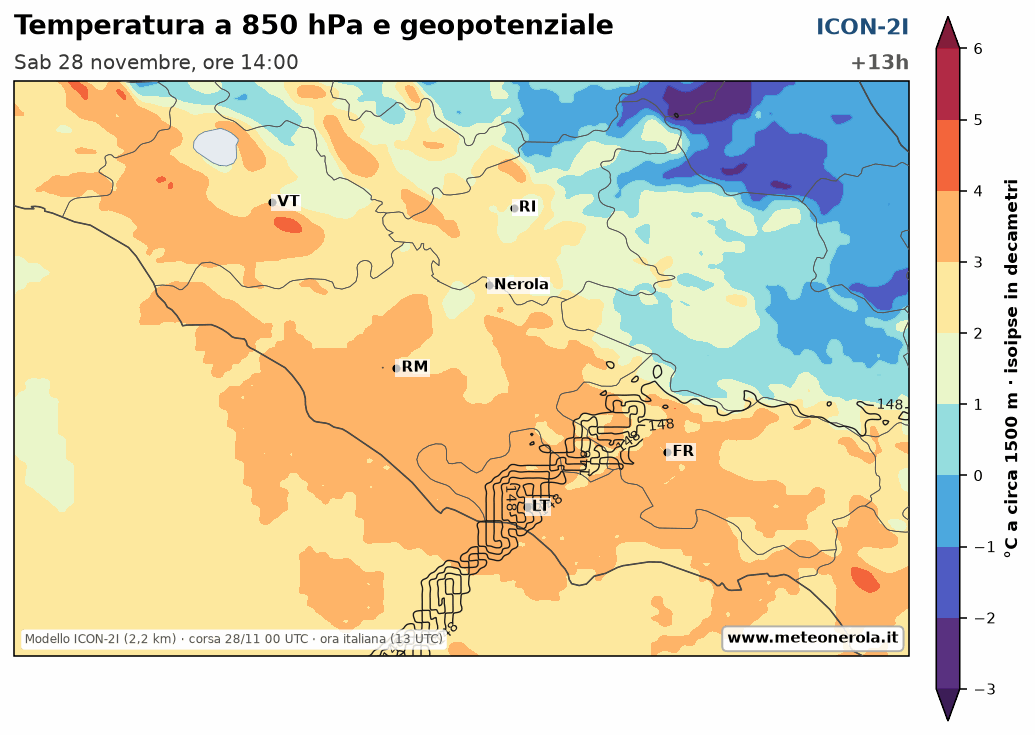 Temperatura a 850 hPa e geopotenziale
ICON-2I
Sab 28 novembre, ore 14:00
+13h
6
5
4
3
2
1
0
−1
−2
−3
°C a circa 1500 m · isoipse in decametri
VT
RI
Nerola
RM
148
148
148
FR
148
148
LT
Modello ICON-2I (2,2 km) · corsa 28/11 00 UTC · ora italiana (13 UTC)
www.meteonerola.it